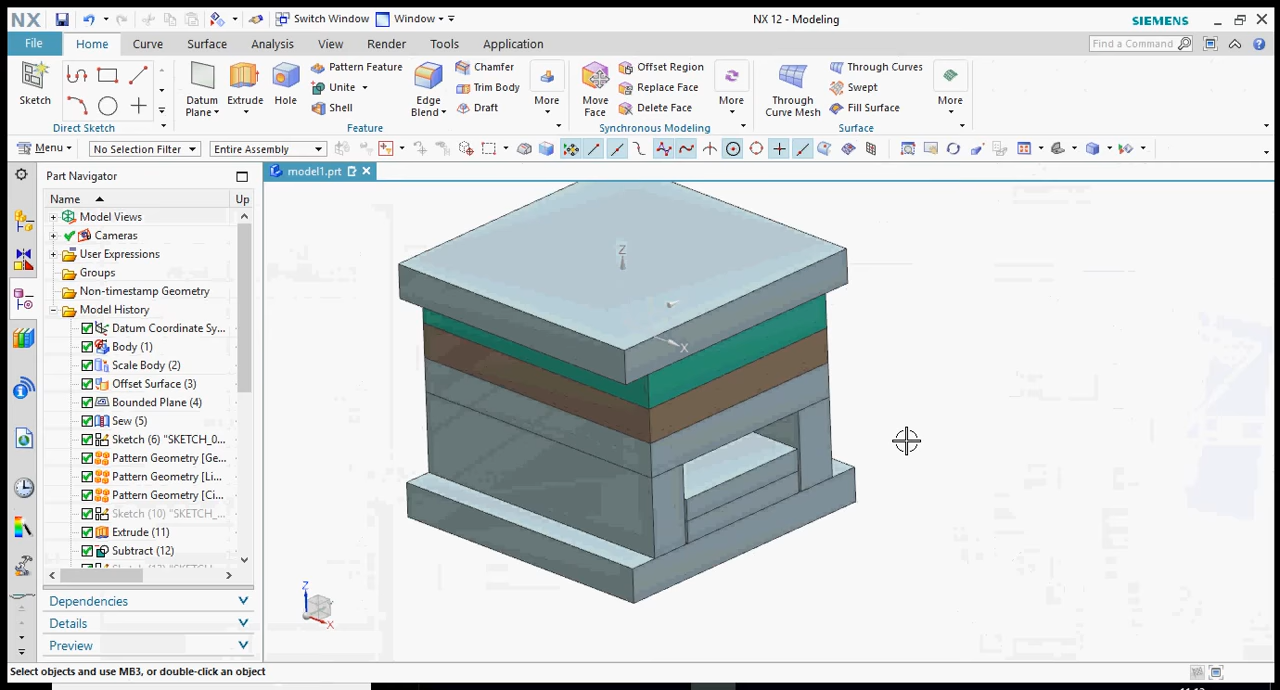 NX
Switch Window
Window
NX 12 - Modeling
SIEMENS
File
Home
Curve
Surface
Analysis
View
Render
Tools
Application
Find a Command
Sketch
Direct Sketch
Datum
Plane
Extrude
Hole
Pattern Feature
Unite
Shell
Edge
Blend
Chamfer
Trim Body
Draft
More
Feature
Move
Face
Offset Region
Replace Face
Delete Face
More
Synchronous Modeling
Through
Curve Mesh
Through Curves
Swept
Fill Surface
More
Surface
Menu
No Selection Filter
Entire Assembly
Part Navigator
model1.prt
Name
Up
Model Views
Cameras
User Expressions
Groups
Non-timestamp Geometry
Model History
Datum Coordinate Sy...
Body (1)
Scale Body (2)
Offset Surface (3)
Bounded Plane (4)
Sew (5)
Sketch (6) "SKETCH_0...
Pattern Geometry [Ge...
Pattern Geometry [Li...
Pattern Geometry [Ci...
Sketch (10) "SKETCH_...
Extrude (11)
Subtract (12)
Dependencies
Details
Preview
Z
X
Z
X
Select objects and use MB3, or double-click an object